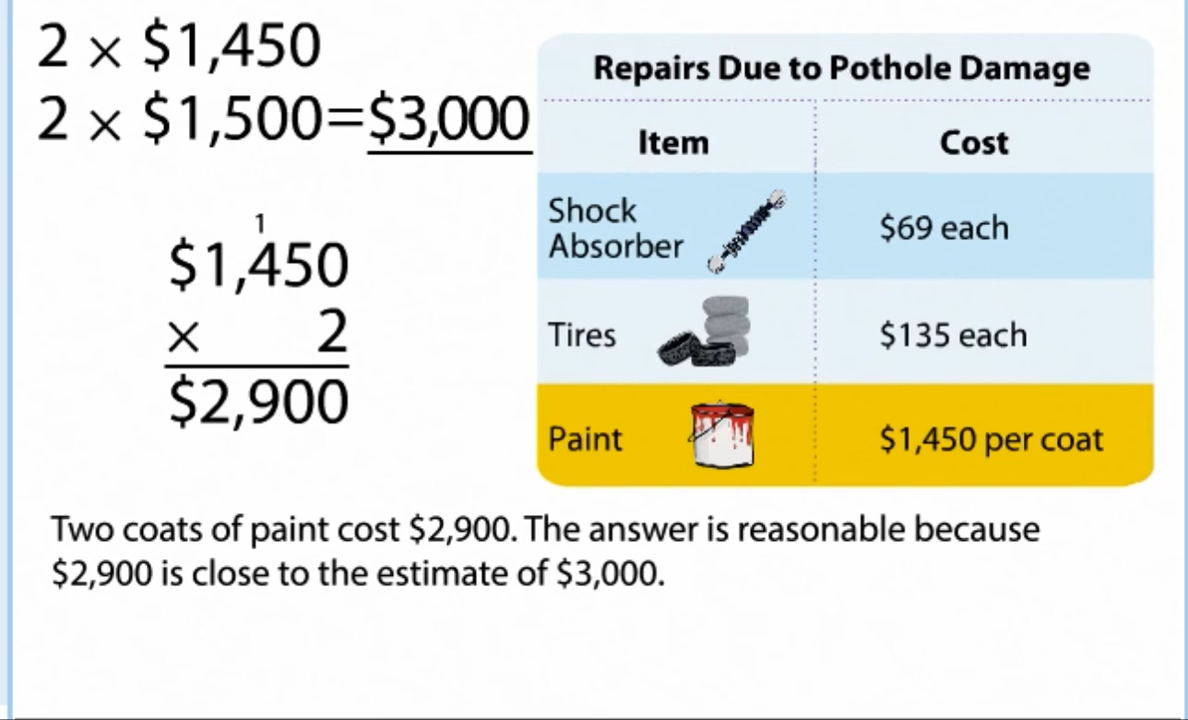 2 × $1,450
2 × $1,500=$3,000
1
$1,450
× 2
$2,900
Repairs Due to Pothole Damage
Item Cost
Shock
Absorber
$69 each
Tires $135 each
Paint $1,450 per coat
Two coats of paint cost $2,900. The answer is reasonable because
$2,900 is close to the estimate of $3,000.